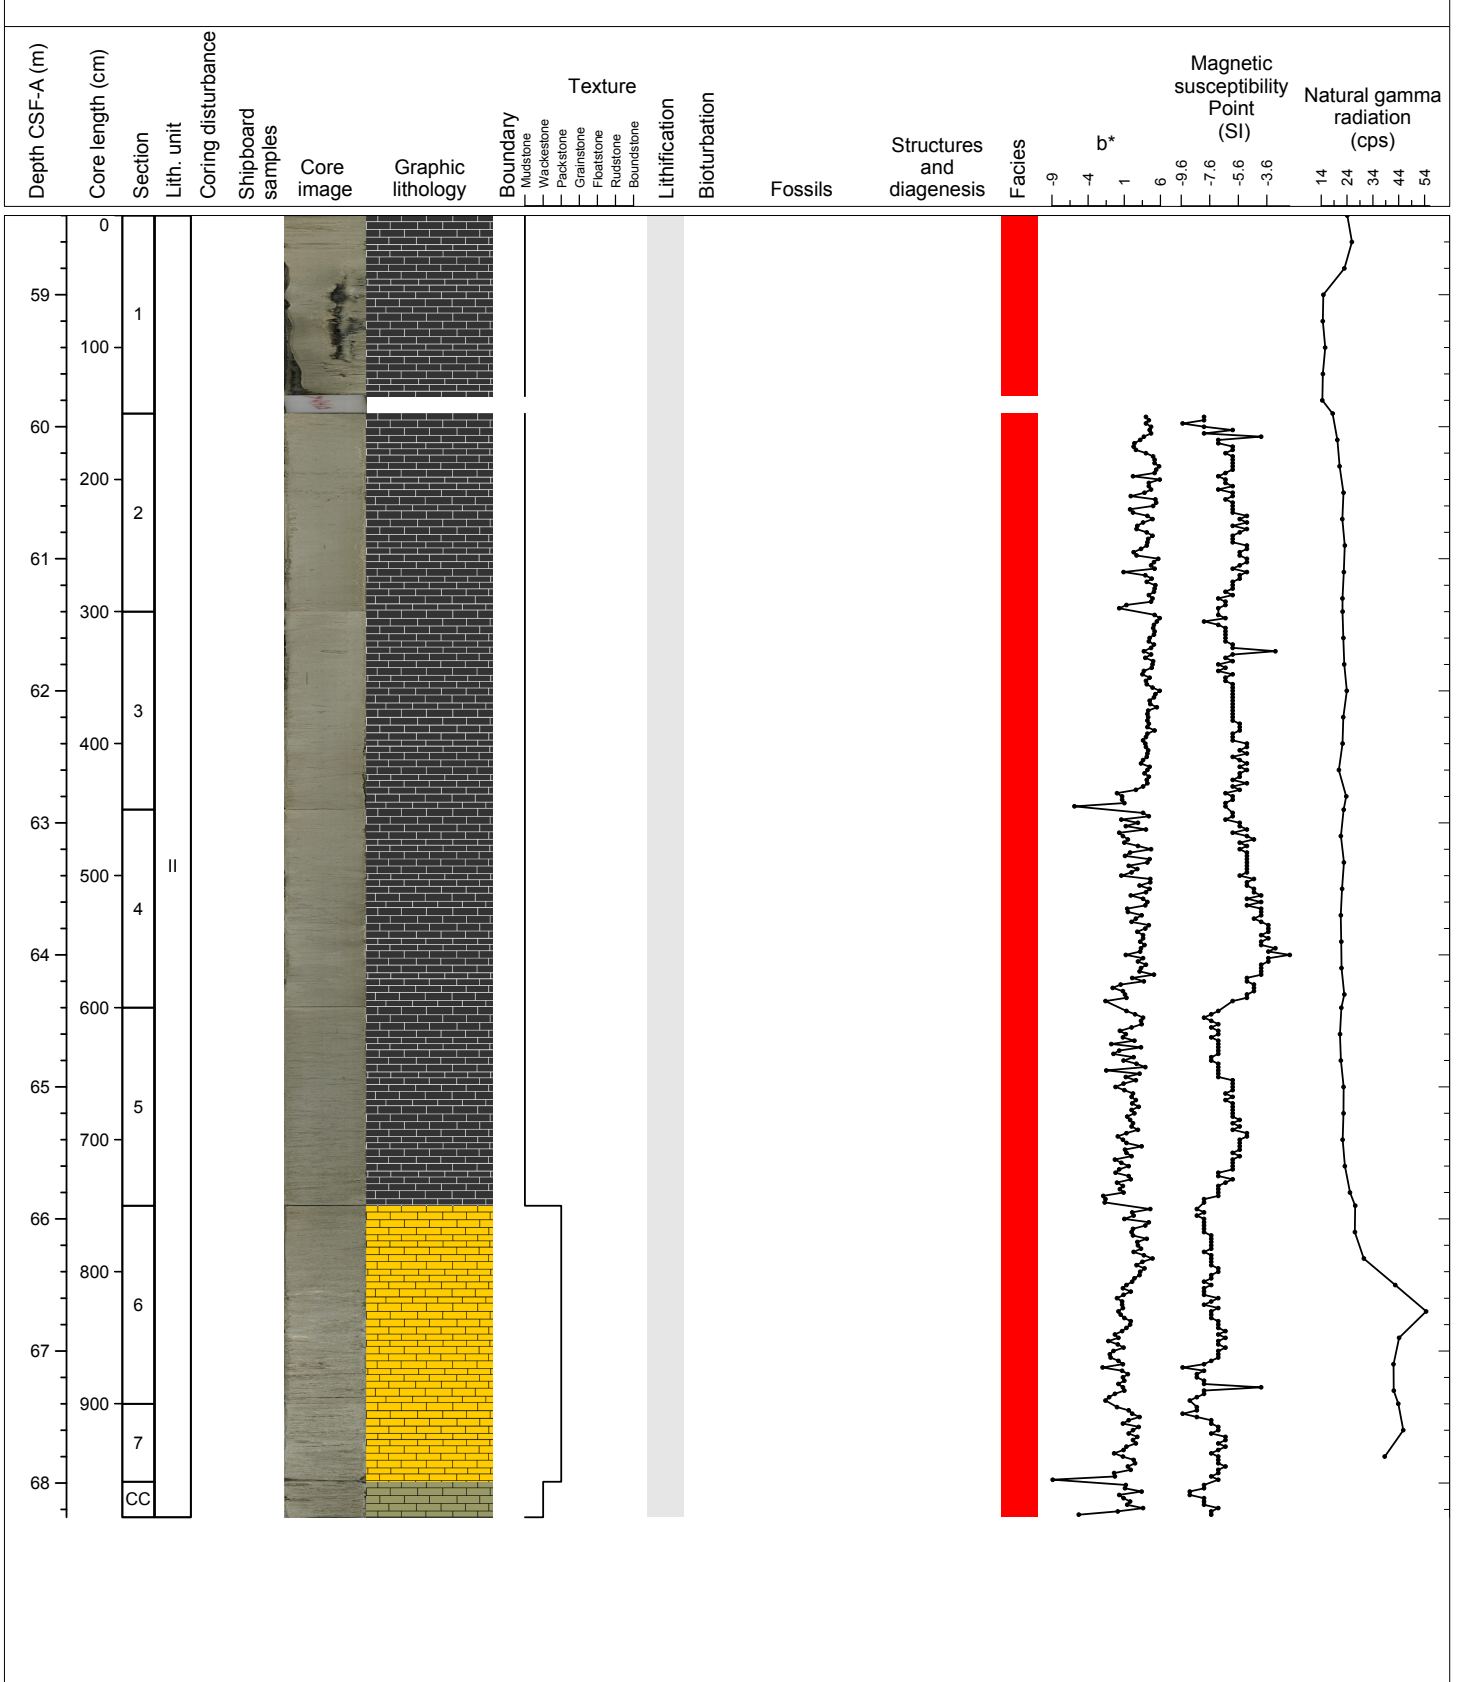 Depth CSF-A (m)
Core length (cm)
Section
Lith. unit
Coring disturbance
Shipboard
samples
Core
image
Graphic
lithology
Boundary
Texture
Mudstone
Wackestone
Packstone
Grainstone
Floatstone
Rudstone
Boundstone
Lithification
Bioturbation
Fossils
Structures
and
diagenesis
Facies
b*
-9 -4 1 6
Magnetic
susceptibility
Point
(SI)
-9.6 -7.6 -5.6 -3.6
Natural gamma
radiation
(cps)
14 24 34 44 54
0
59
1
100
60
200
2
61
300
62
3
400
63
II
500
4
64
600
65
5
700
66
800
6
67
900
7
68
CC